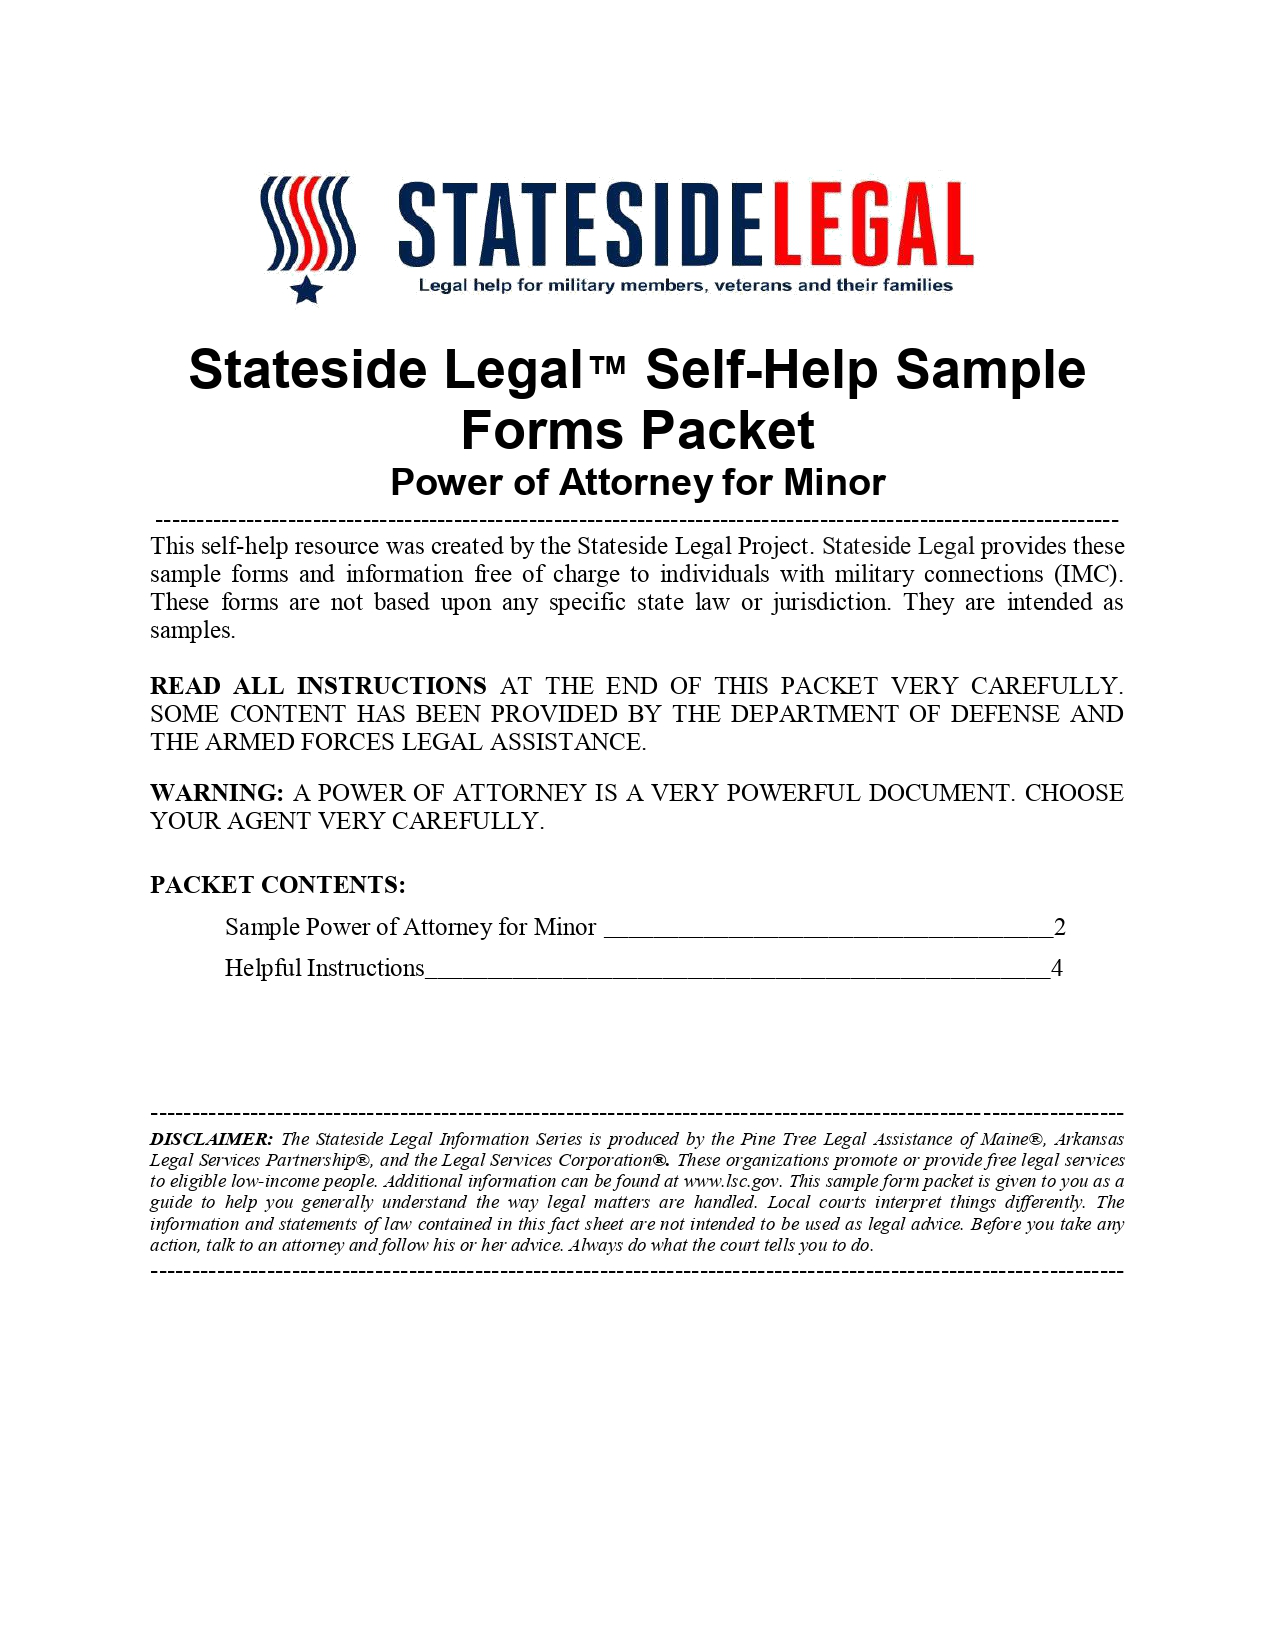 STATESIDELEGAL
Legal help for military members, veterans and their families
Stateside Legal™ Self-Help Sample
Forms Packet
Power of Attorney for Minor
--------------------------------------------------------------------------------------------------------------------
This self-help resource was created by the Stateside Legal Project. Stateside Legal provides these
sample forms and information free of charge to individuals with military connections (IMC).
These forms are not based upon any specific state law or jurisdiction. They are intended as
samples.
READ ALL INSTRUCTIONS AT THE END OF THIS PACKET VERY CAREFULLY.
SOME CONTENT HAS BEEN PROVIDED BY THE DEPARTMENT OF DEFENSE AND
THE ARMED FORCES LEGAL ASSISTANCE.
WARNING: A POWER OF ATTORNEY IS A VERY POWERFUL DOCUMENT. CHOOSE
YOUR AGENT VERY CAREFULLY.
PACKET CONTENTS:
Sample Power of Attorney for Minor ____________________________________2
Helpful Instructions__________________________________________________4
---------------------------------------------------------------------------------------------------------------------
DISCLAIMER: The Stateside Legal Information Series is produced by the Pine Tree Legal Assistance of Maine®, Arkansas
Legal Services Partnership®, and the Legal Services Corporation®. These organizations promote or provide free legal services
to eligible low-income people. Additional information can be found at www.lsc.gov. This sample form packet is given to you as a
guide to help you generally understand the way legal matters are handled. Local courts interpret things differently. The
information and statements of law contained in this fact sheet are not intended to be used as legal advice. Before you take any
action, talk to an attorney and follow his or her advice. Always do what the court tells you to do.
---------------------------------------------------------------------------------------------------------------------